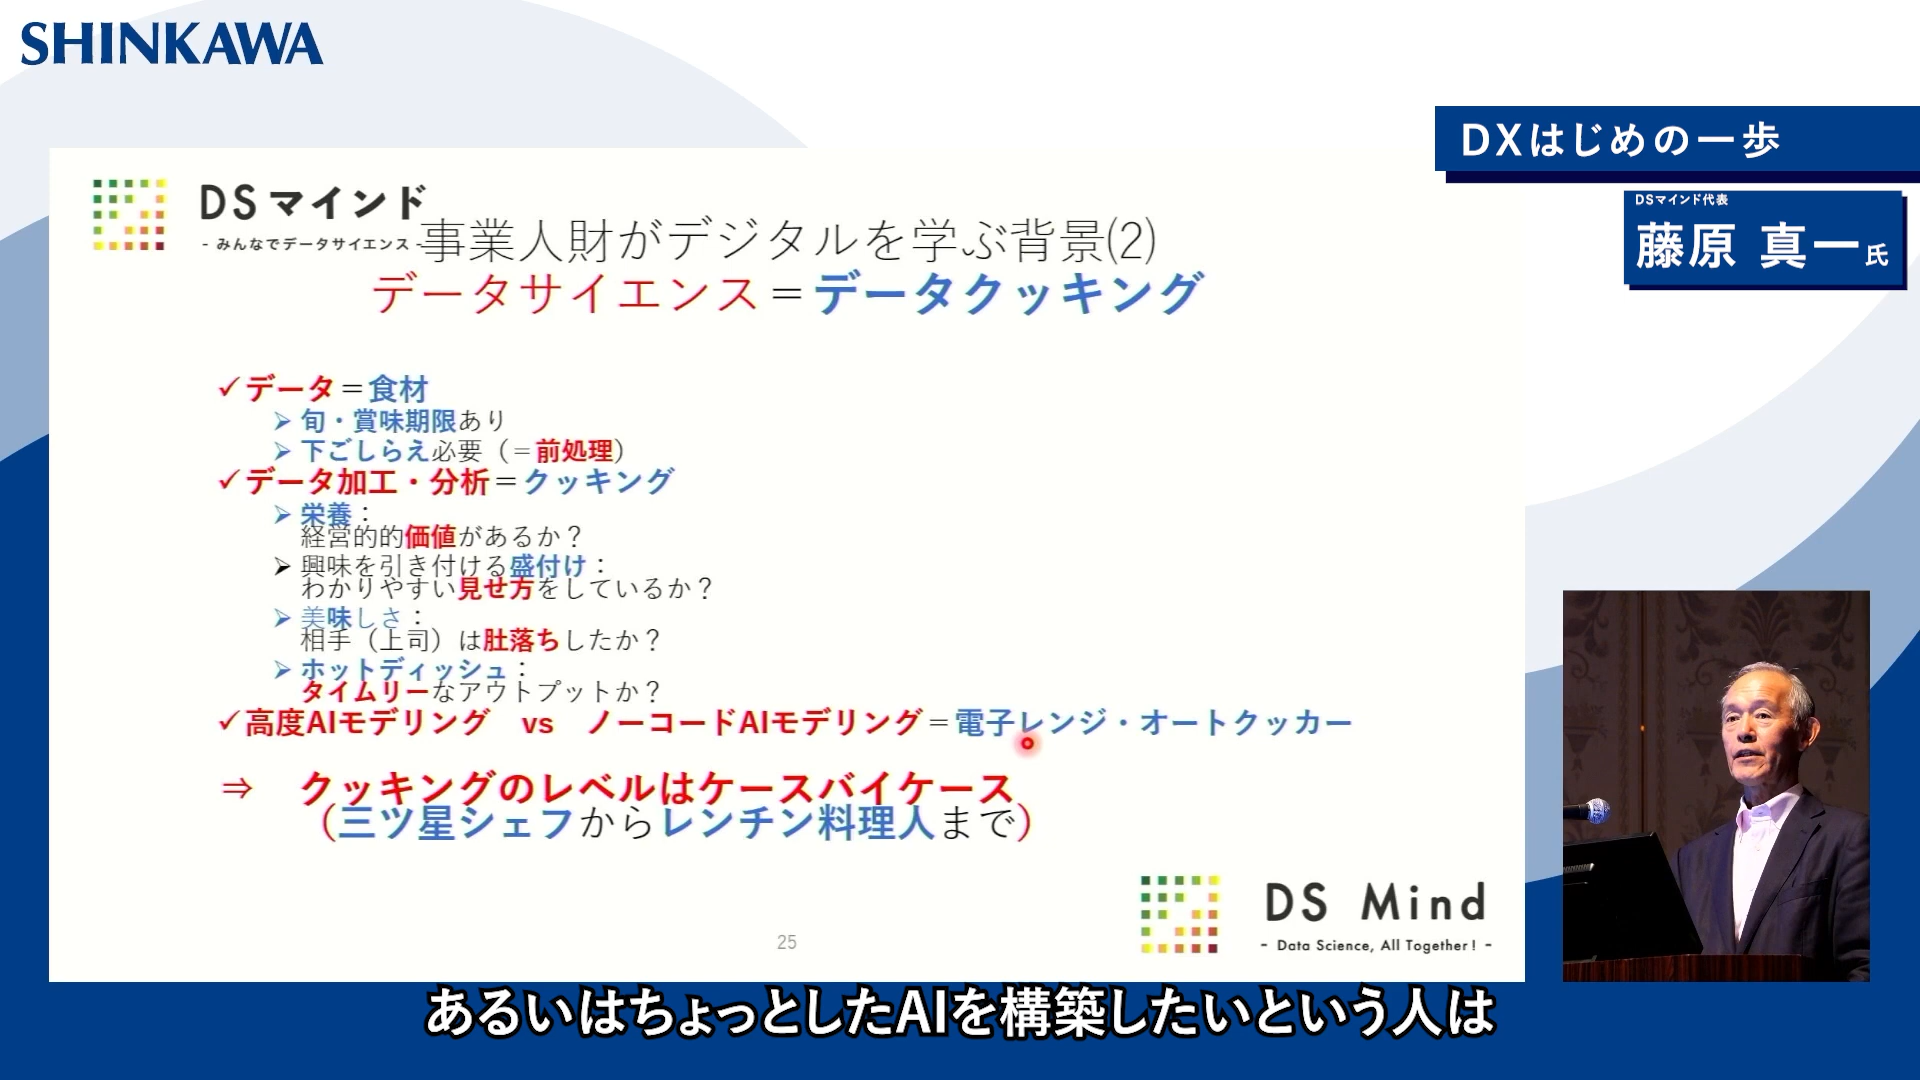 SHINKAWA
DXはじめの一歩
DSマインド代表
藤原 真一氏
DSマインド
- みんなでデータサイエンス -
事業人財がデジタルを学ぶ背景(2)
データサイエンス＝データクッキング
✓データ＝食材
➢旬・賞味期限あり
➢下ごしらえ必要（＝前処理）
✓データ加工・分析＝クッキング
➢栄養：
経営的的価値があるか？
➢興味を引き付ける盛付け：
わかりやすい見せ方をしているか？
➢美味しさ：
相手（上司）は肚落ちしたか？
➢ホットディッシュ：
タイムリーなアウトプットか？
✓高度AIモデリング　vs　ノーコードAIモデリング＝電子レンジ・オートクッカー
⇒　クッキングのレベルはケースバイケース
（三ツ星シェフからレンチン料理人まで）
DS Mind
- Data Science, All Together! -
25
あるいはちょっとしたAIを構築したいという人は